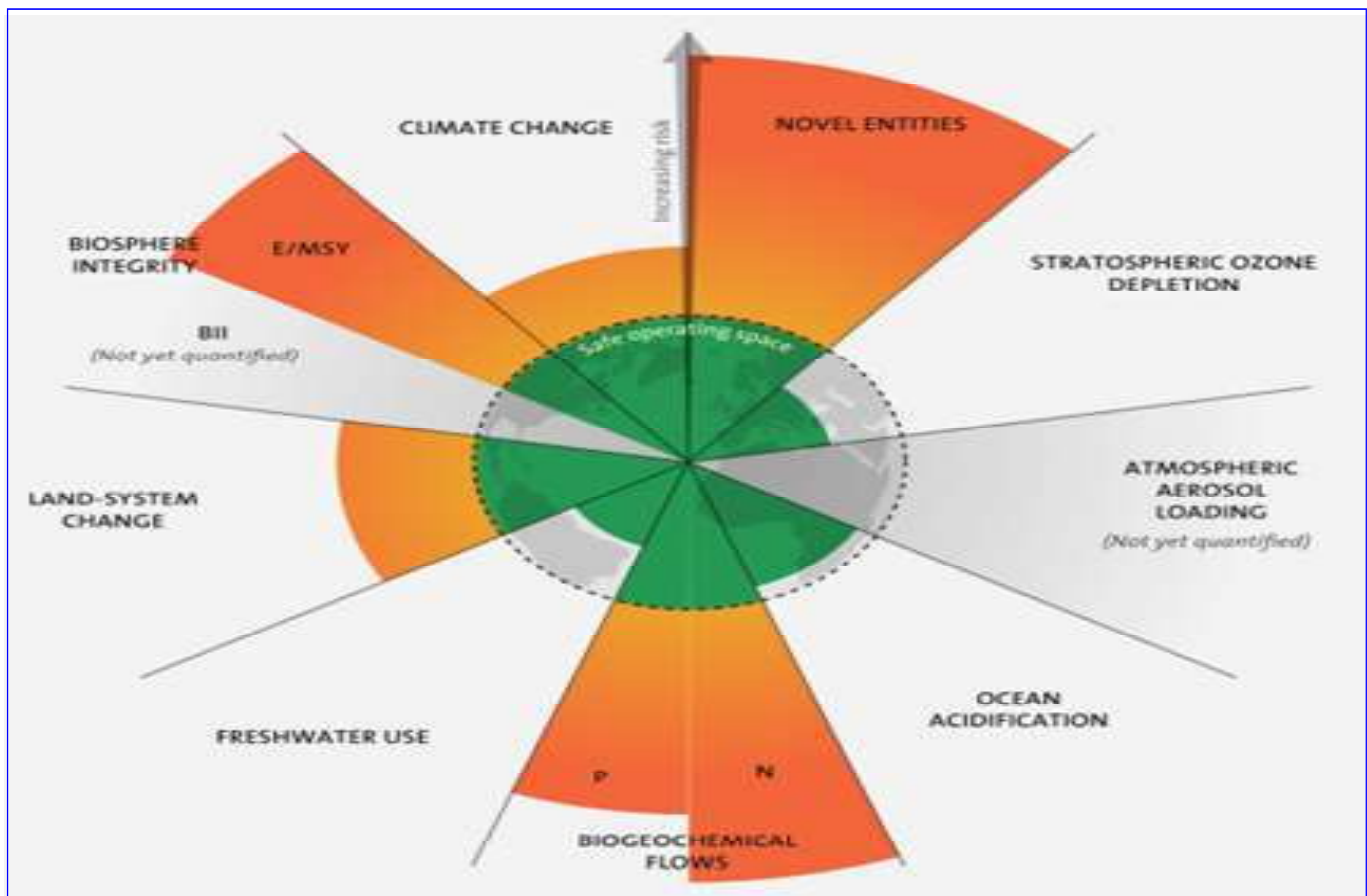 CLIMATE CHANGE
Increasing risk
NOVEL ENTITIES
BIOSPHERE
INTEGRITY
E/MSY
BII
(Not yet quantified)
STRATOSPHERIC OZONE
DEPLETION
Safe operating space
ATMOSPHERIC
AEROSOL
LOADING
(Not yet quantified)
LAND-SYSTEM
CHANGE
OCEAN
ACIDIFICATION
FRESHWATER USE
P
N
BIOGEOCHEMICAL
FLOWS